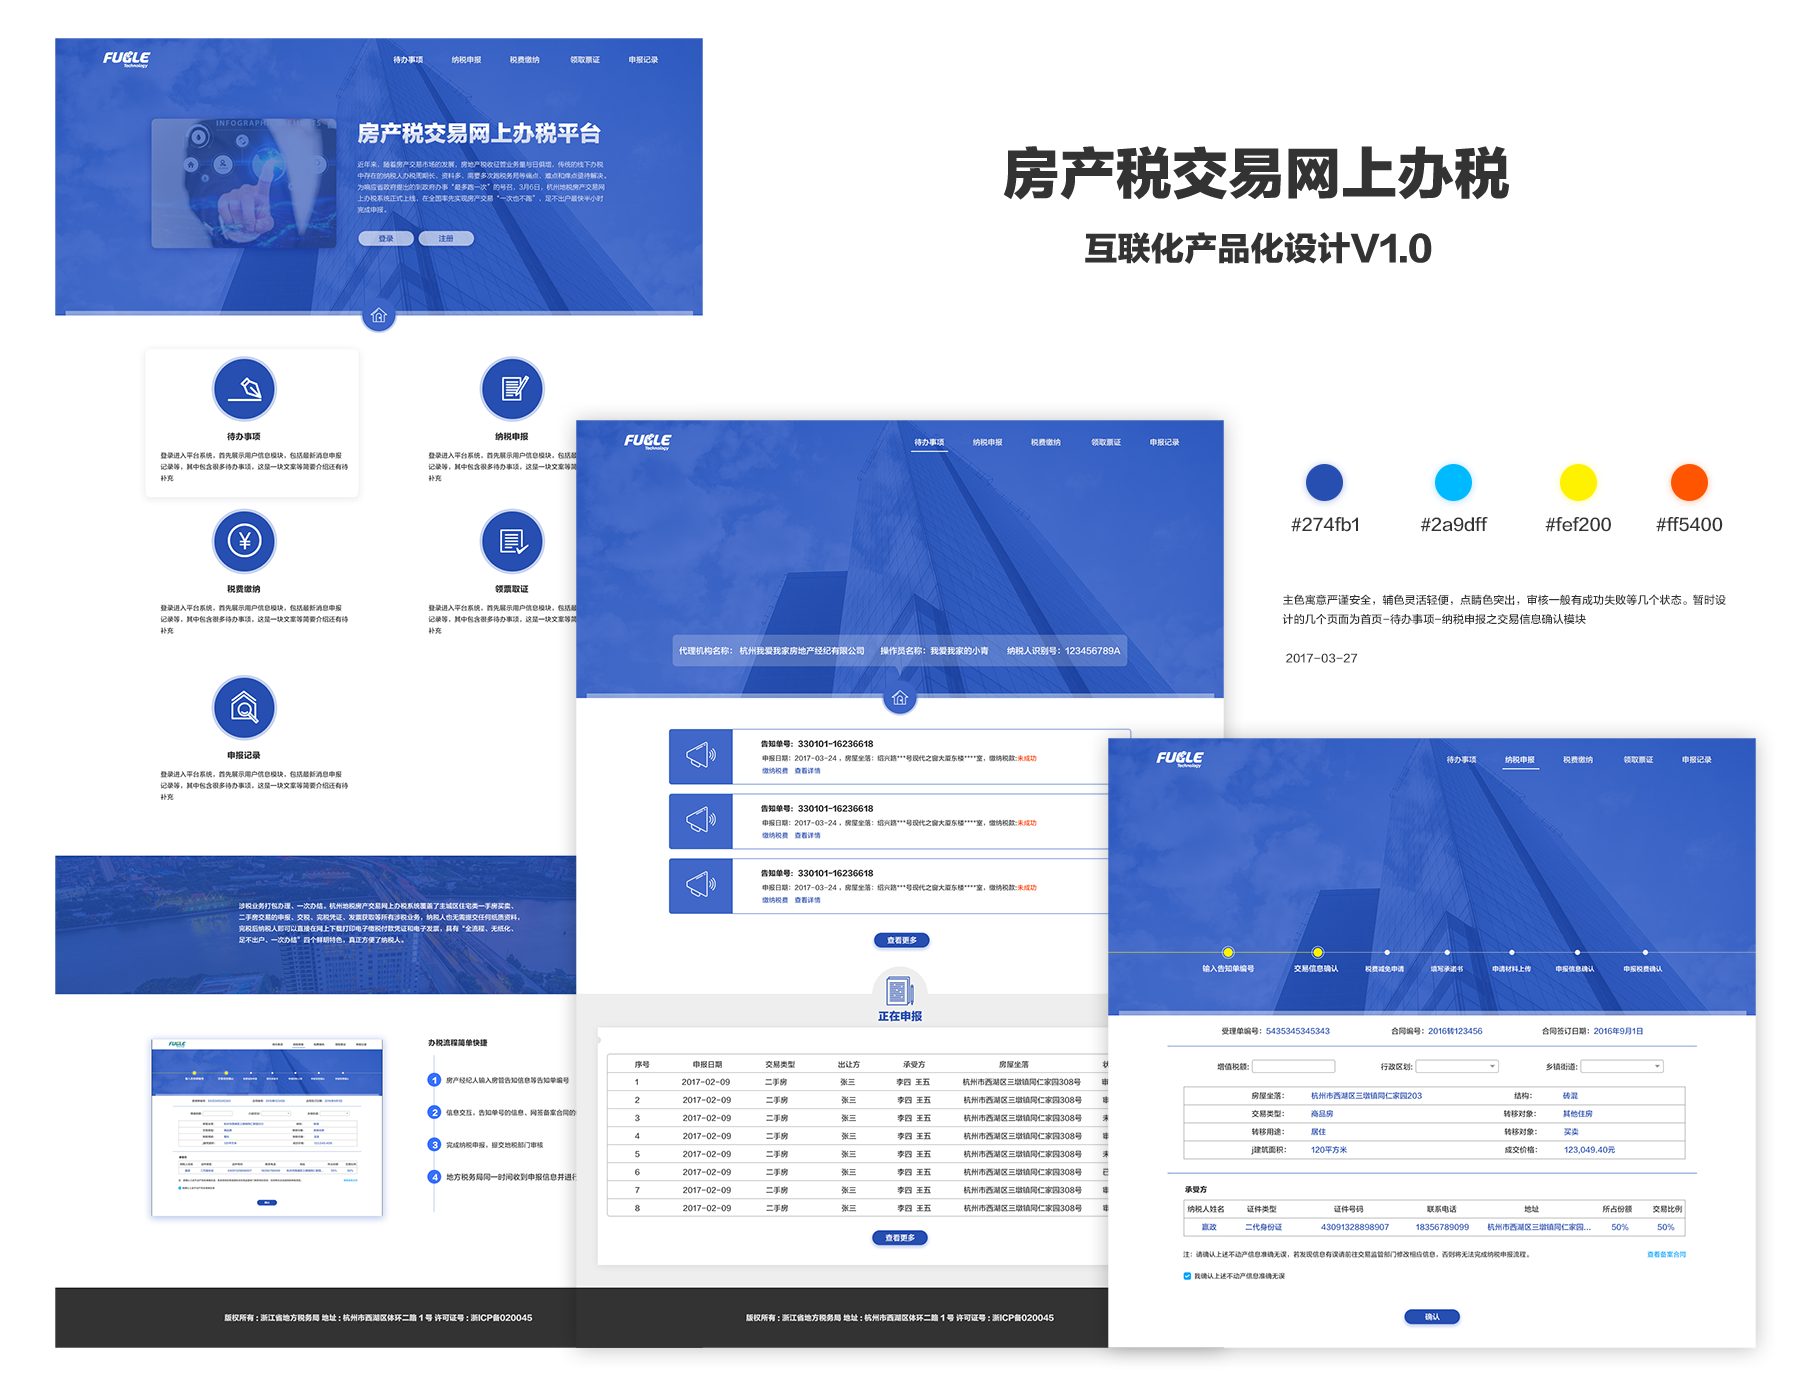 FUCLE
Technology
待办事项 纳税申报 税费缴纳 领取票证 申报记录
INFOGRAPH
房产税交易网上办税平台
近年来，随着房产交易市场的发展，房地产税收征管业务量与日俱增、传统的线下办税
中存在的纳税人办税周期长、资料多、需要多次跑税务局等痛点、难点和堵点亟待解决。
为响应省政府提出的到政府办事“最多跑一次”的号召，3月6日，杭州地税房产交易网
上办税系统正式上线，在全国率先实现房产交易“一次也不跑”，足不出户最快半小时
完成申报。
登录 注册
待办事项
登录进入平台系统，首先展示用户信息模块，包括最新消息申报
记录等，其中包含很多待办事项，这是一块文案等简要介绍还有待
补充
纳税申报
登录进入平台系统，首先展示用户信息模块，包括最
记录等，其中包含很多待办事项，这是一块文案等简
补充
税费缴纳
登录进入平台系统，首先展示用户信息模块，包括最新消息申报
记录等，其中包含很多待办事项，这是一块文案等简要介绍还有待
补充
领票取证
登录进入平台系统，首先展示用户信息模块，包括最
记录等，其中包含很多待办事项，这是一块文案等简
补充
申报记录
登录进入平台系统，首先展示用户信息模块，包括最新消息申报
记录等，其中包含很多待办事项，这是一块文案等简要介绍还有待
补充
涉税业务打包办理、一次办结。杭州地税房产交易网上办税系统覆盖了主城区住宅类一手房买卖、
二手房交易的申报、交税、完税凭证、发票获取等所有涉税业务，纳税人也无需提交任何纸质资料，
完税后纳税人即可以直接在网上下载打印电子缴税付款凭证和电子发票，具有“全流程、无纸化、
足不出户、一次办结”四个鲜明特色，真正方便了纳税人。
办税流程简单快捷
1 房产经纪人输入房管告知信息等告知单编号
2 信息交互，告知单号的信息、网签备案合同的
3 完成纳税申报，提交地税部门审核
4 地方税务局同一时间收到申报信息并进行
版权所有：浙江省地方税务局 地址：杭州市西湖区体环二路 1 号 许可证号：浙ICP备020045
FUCLE
Technology
待办事项 纳税申报 税费缴纳 领取票证 申报记录
代理机构名称： 杭州我爱我家房地产经纪有限公司 操作员名称：我爱我家的小青 纳税人识别号：123456789A
告知单号：330101-16236618
申报日期：2017-03-24，房屋坐落：绍兴路***号现代之窗大厦东楼****室，缴纳税款:未成功
缴纳税费 查看详情
告知单号：330101-16236618
申报日期：2017-03-24，房屋坐落：绍兴路***号现代之窗大厦东楼****室，缴纳税款:未成功
缴纳税费 查看详情
告知单号：330101-16236618
申报日期：2017-03-24，房屋坐落：绍兴路***号现代之窗大厦东楼****室，缴纳税款:未成功
缴纳税费 查看详情
查看更多
正在申报
序号 申报日期 交易类型 出让方 承受方 房屋坐落 状
1 2017-02-09 二手房 张三 李四 王五 杭州市西湖区三墩镇同仁家园308号 审
2 2017-02-09 二手房 张三 李四 王五 杭州市西湖区三墩镇同仁家园308号 审
3 2017-02-09 二手房 张三 李四 王五 杭州市西湖区三墩镇同仁家园308号 未
4 2017-02-09 二手房 张三 李四 王五 杭州市西湖区三墩镇同仁家园308号 审
5 2017-02-09 二手房 张三 李四 王五 杭州市西湖区三墩镇同仁家园308号 未
6 2017-02-09 二手房 张三 李四 王五 杭州市西湖区三墩镇同仁家园308号 已
7 2017-02-09 二手房 张三 李四 王五 杭州市西湖区三墩镇同仁家园308号 审
8 2017-02-09 二手房 张三 李四 王五 杭州市西湖区三墩镇同仁家园308号 审
查看更多
版权所有：浙江省地方税务局 地址：杭州市西湖区体环二路 1 号 许可证号：浙ICP备020045
房产税交易网上办税
互联化产品化设计V1.0
#274fb1 #2a9dff #fef200 #ff5400
主色寓意严谨安全，辅色灵活轻便，点睛色突出，审核一般有成功失败等几个状态。暂时设
计的几个页面为首页-待办事项-纳税申报之交易信息确认模块
2017-03-27
FUCLE
Technology
待办事项 纳税申报 税费缴纳 领取票证 申报记录
输入告知单编号 交易信息确认 税费减免申请 填写承诺书 申请材料上传 申报信息确认 申报税费确认
受理单编号：5435345345343 合同编号：2016转123456 合同签订日期：2016年9月1日
增值税额: 行政区划: 乡镇街道:
房屋坐落： 杭州市西湖区三墩镇同仁家园203 结构： 砖混
交易类型： 商品房 转移对象： 其他住房
转移用途： 居住 转移对象： 买卖
j建筑面积： 120平方米 成交价格： 123,049.40元
承受方
纳税人姓名 证件类型 证件号码 联系电话 地址 所占份额 交易比例
嬴政 二代身份证 43091328898907 18356789099 杭州市西湖区三墩镇同仁家园... 50% 50%
注：请确认上述不动产信息准确无误，若发现信息有误请前往交易监管部门修改相应信息，否则将无法完成纳税申报流程。 查看备案合同
我确认上述不动产信息准确无误
确认